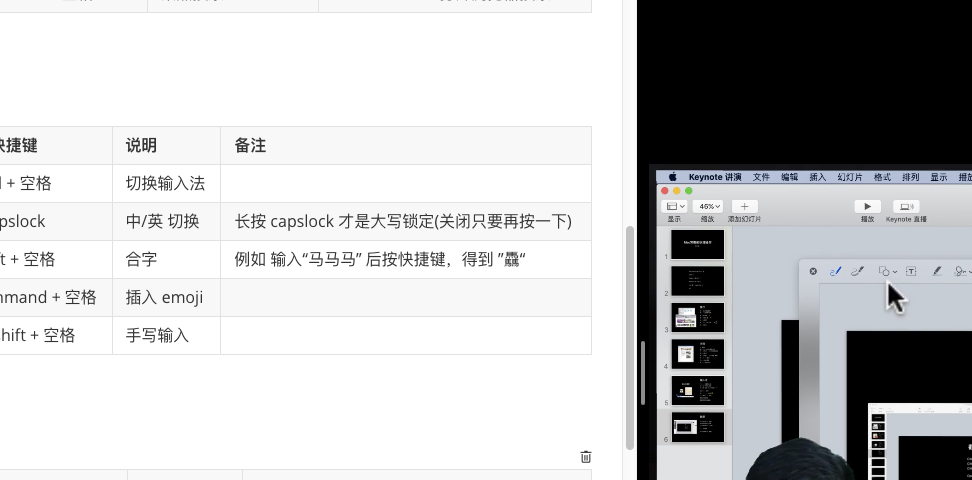 捷键 说明 备注
+ 空格 切换输入法
pslock 中/英 切换 长按 capslock 才是大写锁定(关闭只要再按一下)
t + 空格 合字 例如 输入“马马马” 后按快捷键，得到 ”驫“
mmand + 空格 插入 emoji
hift + 空格 手写输入
Keynote 讲演 文件 编辑 插入 幻灯片 格式 排列 显示 播放
46%
显示 缩放 添加幻灯片 播放 Keynote 直播
1
2
3
4
5
6